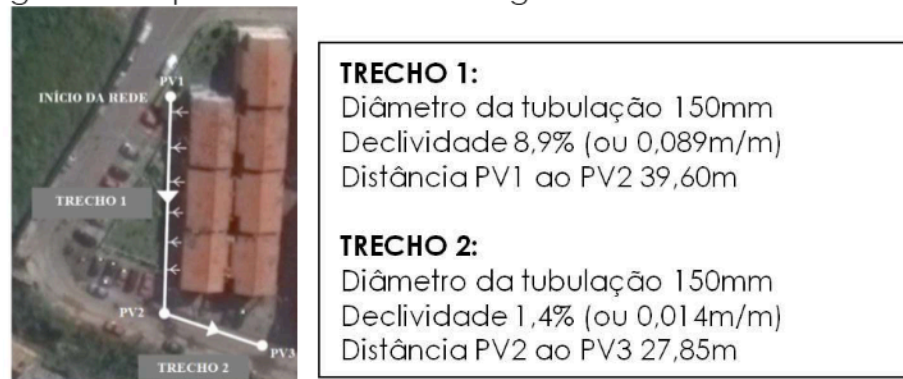 PV1
INÍCIO DA REDE
TRECHO 1
PV2
PV3
TRECHO 2
TRECHO 1:
Diâmetro da tubulação 150mm
Declividade 8,9% (ou 0,089m/m)
Distância PV1 ao PV2 39,60m
TRECHO 2:
Diâmetro da tubulação 150mm
Declividade 1,4% (ou 0,014m/m)
Distância PV2 ao PV3 27,85m